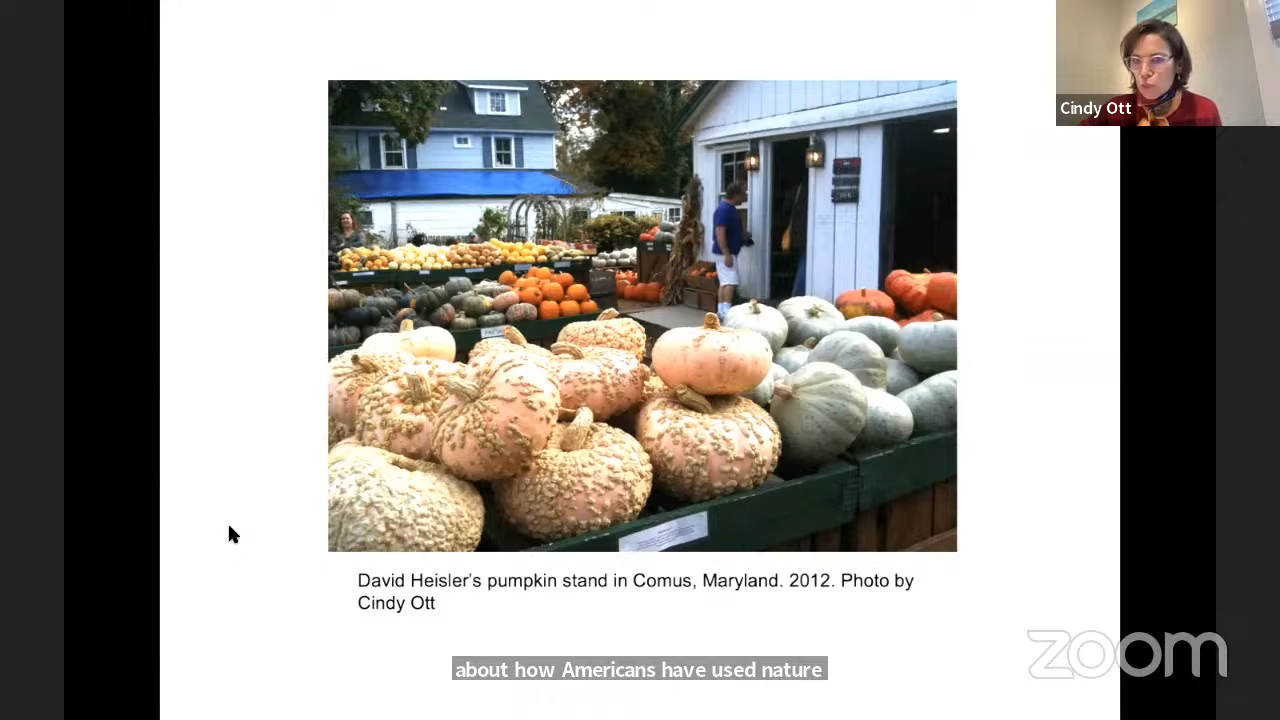 Cindy Ott
David Heisler's pumpkin stand in Comus, Maryland. 2012. Photo by
Cindy Ott
about how Americans have used nature
zoom